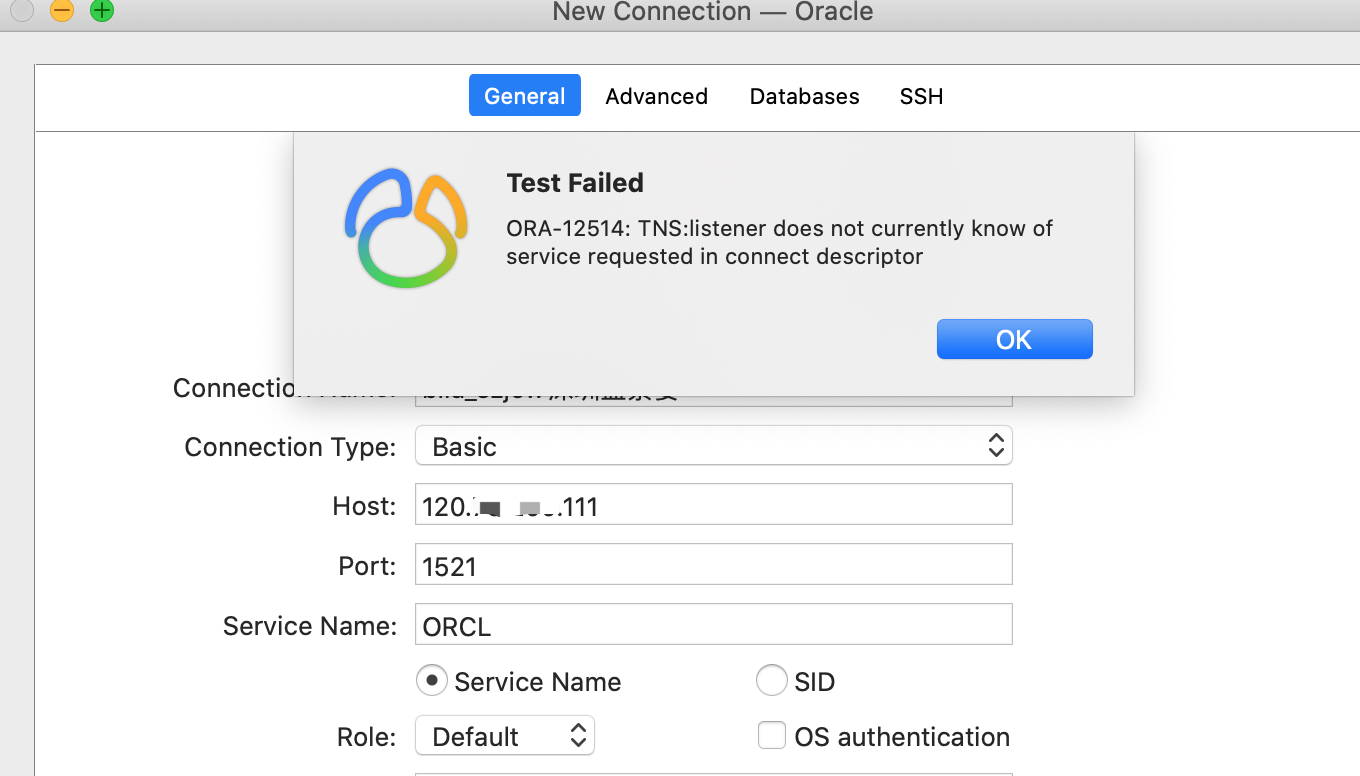 New Connection — Oracle
General Advanced Databases SSH
Test Failed
ORA-12514: TNS:listener does not currently know of
service requested in connect descriptor
OK
Connection Name:
Connection Type: Basic
Host: 120. .111
Port: 1521
Service Name: ORCL
Service Name SID
Role: Default OS authentication